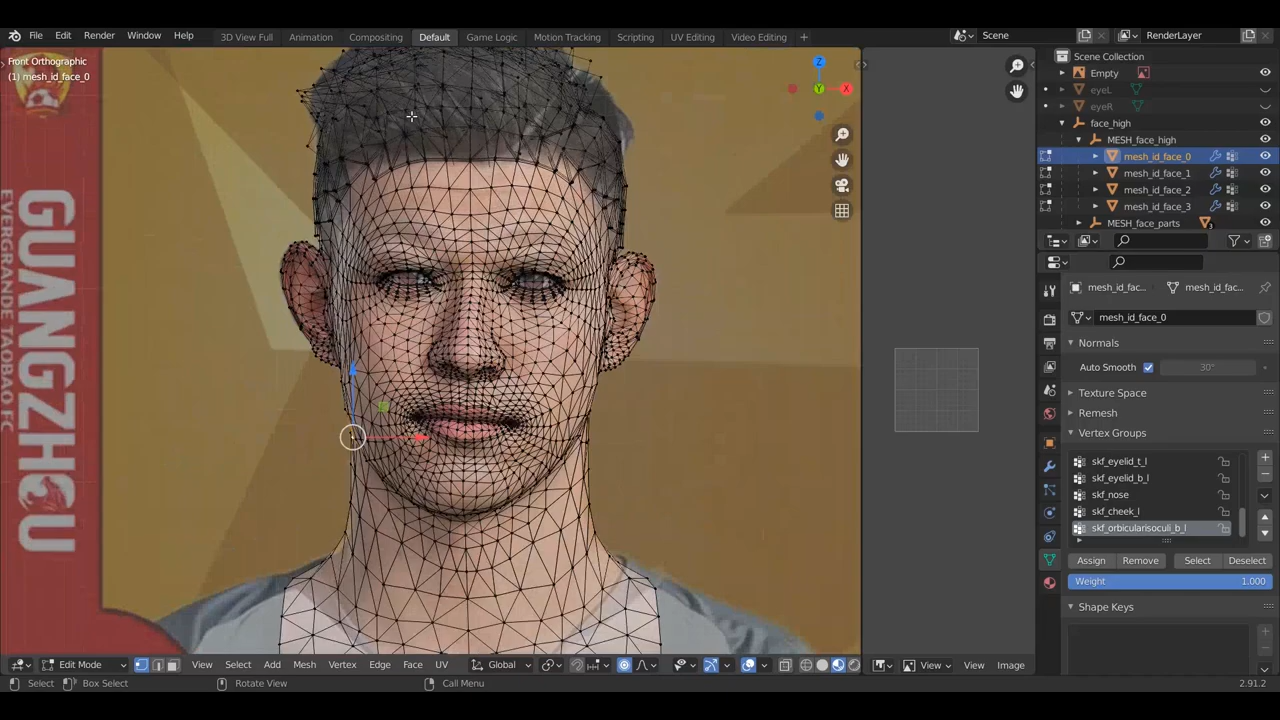 File Edit Render Window Help 3D View Full Animation Compositing Default Game Logic Motion Tracking Scripting UV Editing Video Editing + Scene RenderLayer
Front Orthographic
(1) mesh_id_face_0
Z
Y X
GUANGZHOU
EVERGRANDE TAOBAO FC
Scene Collection
Empty
eyeL
eyeR
face_high
MESH_face_high
mesh_id_face_0
mesh_id_face_1
mesh_id_face_2
mesh_id_face_3
MESH_face_parts 3
mesh_id_fac... mesh_id_fac...
mesh_id_face_0
Normals
Auto Smooth 30°
Texture Space
Remesh
Vertex Groups
skf_eyelid_t_l
skf_eyelid_b_l
skf_nose
skf_cheek_l
skf_orbicularisoculi_b_l
Assign Remove Select Deselect
Weight 1.000
Shape Keys
Edit Mode View Select Add Mesh Vertex Edge Face UV Global View View Image
Select Box Select Rotate View Call Menu 2.91.2